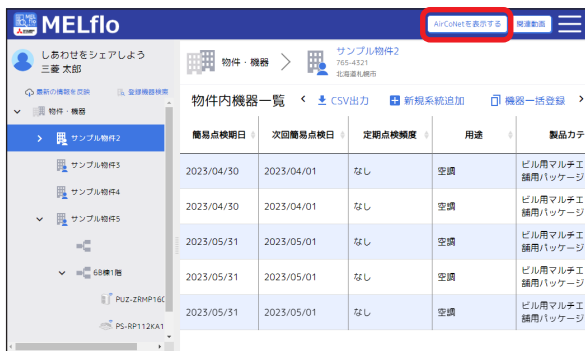 MELflo
AirCoNetを表示する
関連動画
しあわせをシェアしよう
三菱 太郎
最新の情報を反映
登録機器検索
物件・機器
サンプル物件2
サンプル物件3
サンプル物件4
サンプル物件5
6B棟1階
PUZ-ZRMP160
PS-RP112KA1
物件・機器
サンプル物件2
765-4321
北海道札幌市
物件内機器一覧
CSV出力
新規系統追加
機器一括登録
簡易点検期日 次回簡易点検日 定期点検頻度 用途 製品カテ
2023/04/30 2023/04/01 なし 空調 ビル用マルチエ
舗用パッケージ
2023/04/30 2023/04/01 なし 空調 ビル用マルチエ
舗用パッケージ
2023/05/31 2023/05/01 なし 空調 ビル用マルチエ
舗用パッケージ
2023/05/31 2023/05/01 なし 空調 ビル用マルチエ
舗用パッケージ
2023/05/31 2023/05/01 なし 空調 ビル用マルチエ
舗用パッケージ